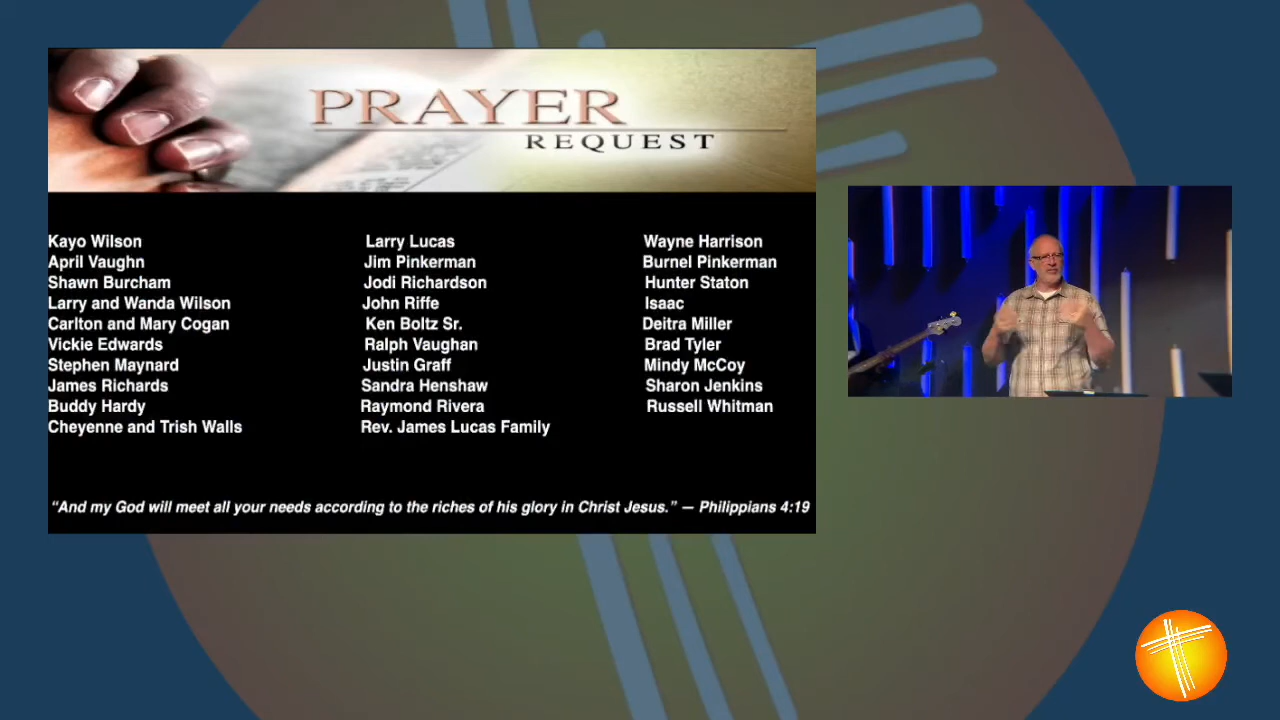 PRAYER
REQUEST
Kayo Wilson
April Vaughn
Shawn Burcham
Larry and Wanda Wilson
Carlton and Mary Cogan
Vickie Edwards
Stephen Maynard
James Richards
Buddy Hardy
Cheyenne and Trish Walls
Larry Lucas
Jim Pinkerman
Jodi Richardson
John Riffe
Ken Boltz Sr.
Ralph Vaughan
Justin Graff
Sandra Henshaw
Raymond Rivera
Rev. James Lucas Family
Wayne Harrison
Burnel Pinkerman
Hunter Staton
Isaac
Deitra Miller
Brad Tyler
Mindy McCoy
Sharon Jenkins
Russell Whitman
“And my God will meet all your needs according to the riches of his glory in Christ Jesus.” — Philippians 4:19